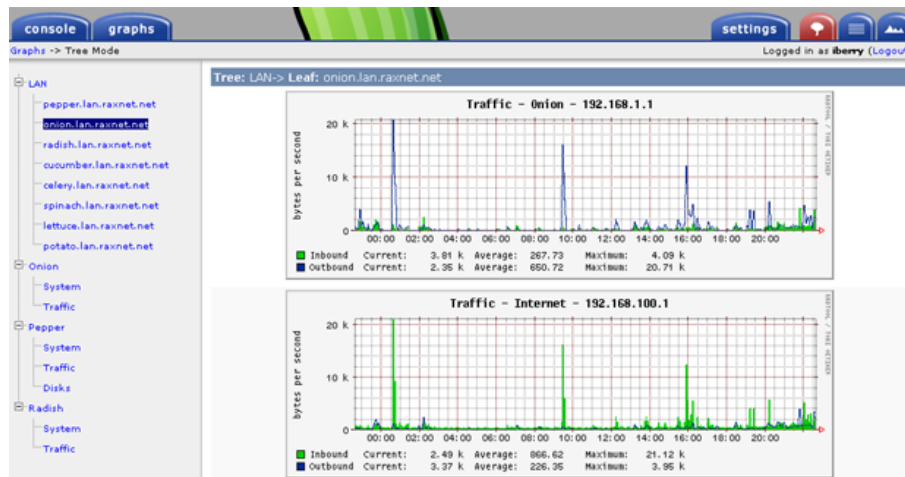 console graphs settings
Graphs -> Tree Mode Logged in as iberry (Logout
LAN
pepper.lan.raxnet.net
onion.lan.raxnet.net
radish.lan.raxnet.net
cucumber.lan.raxnet.net
celery.lan.raxnet.net
spinach.lan.raxnet.net
lettuce.lan.raxnet.net
potato.lan.raxnet.net
Onion
System
Traffic
Pepper
System
Traffic
Disks
Radish
System
Traffic
Tree: LAN-> Leaf: onion.lan.raxnet.net
Traffic - Onion - 192.168.1.1
RRDTOOL / TOBI OETIKER
bytes per second
20 k
10 k
0
00:00 02:00 04:00 06:00 08:00 10:00 12:00 14:00 16:00 18:00 20:00
Inbound Current: 3.81 k Average: 267.73 Maximum: 4.09 k
Outbound Current: 2.35 k Average: 650.72 Maximum: 20.71 k
Traffic - Internet - 192.168.100.1
RRDTOOL / TOBI OETIKER
bytes per second
20 k
10 k
0
00:00 02:00 04:00 06:00 08:00 10:00 12:00 14:00 16:00 18:00 20:00
Inbound Current: 2.49 k Average: 866.62 Maximum: 21.12 k
Outbound Current: 3.37 k Average: 226.35 Maximum: 3.95 k